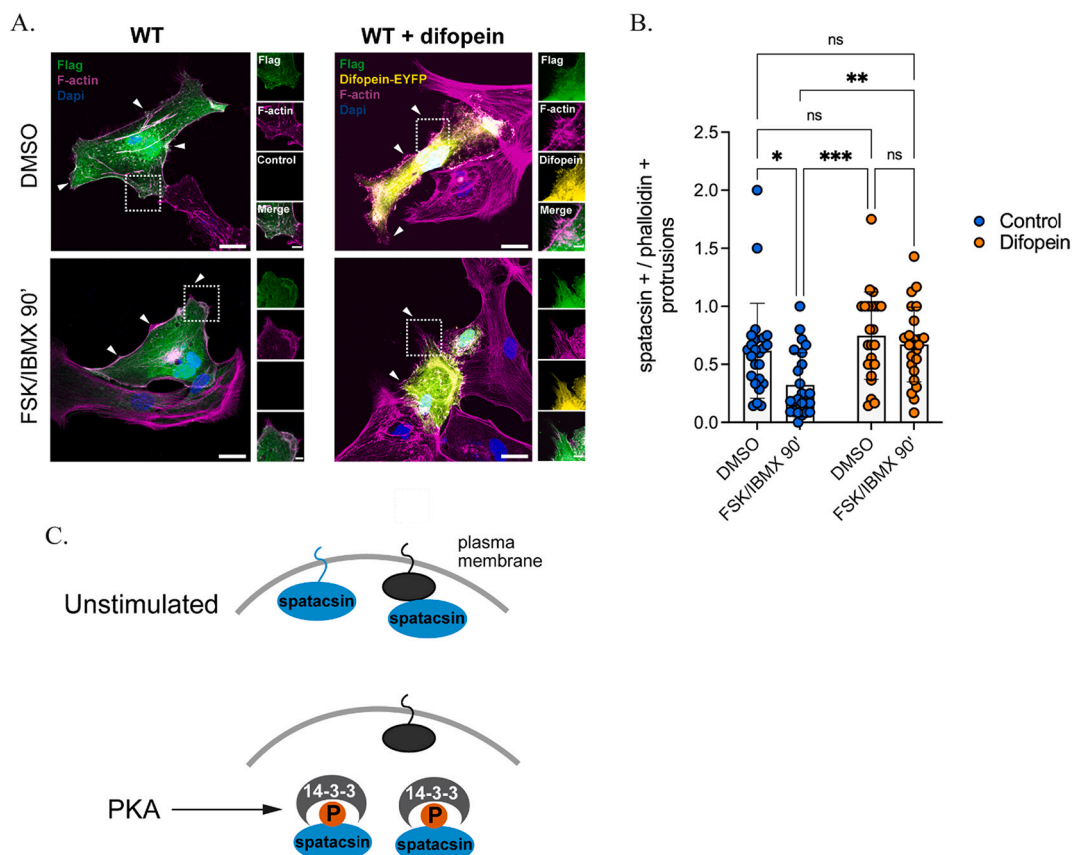 A.
WT
WT + difopein
DMSO
Flag
F-actin
Dapi
Flag
F-actin
Control
Merge
Flag
Difopein-EYFP
F-actin
Dapi
Flag
F-actin
Difopein
Merge
FSK/IBMX 90'
B.
ns
**
ns
*
***
ns
spatacsin + / phalloidin +
protrusions
2.5
2.0
1.5
1.0
0.5
0.0
DMSO
FSK/IBMX 90'
DMSO
FSK/IBMX 90'
Control
Difopein
C.
plasma
membrane
Unstimulated
spatacsin
spatacsin
PKA
14-3-3
P
spatacsin
14-3-3
P
spatacsin